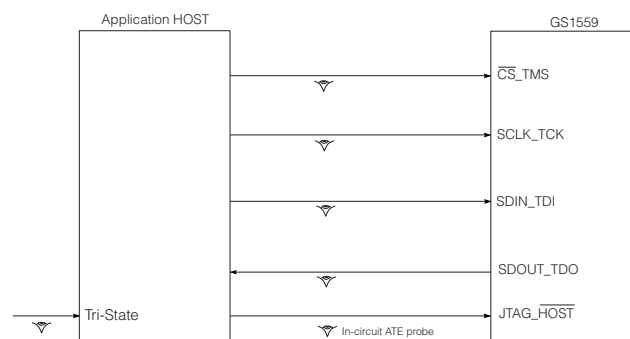 Application HOST
GS1559
CS_TMS
SCLK_TCK
SDIN_TDI
SDOUT_TDO
Tri-State
JTAG_HOST
In-circuit ATE probe